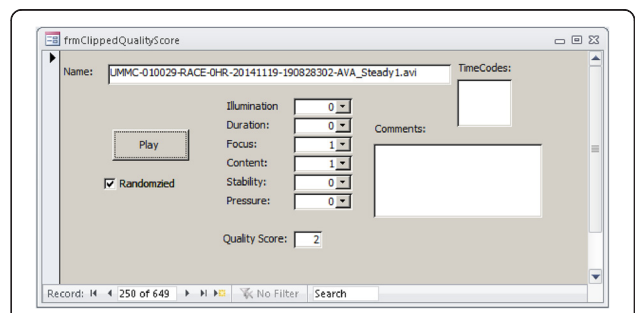 frmClippedQualityScore
Name: UMMC-010029-RACE-0HR-20141119-190828302-AVA_Steady1.avi
TimeCodes:
Illumination 0
Duration: 0
Focus: 1
Content: 1
Stability: 0
Pressure: 0
Play
Randomzied
Comments:
Quality Score: 2
Record: 250 of 649 No Filter Search